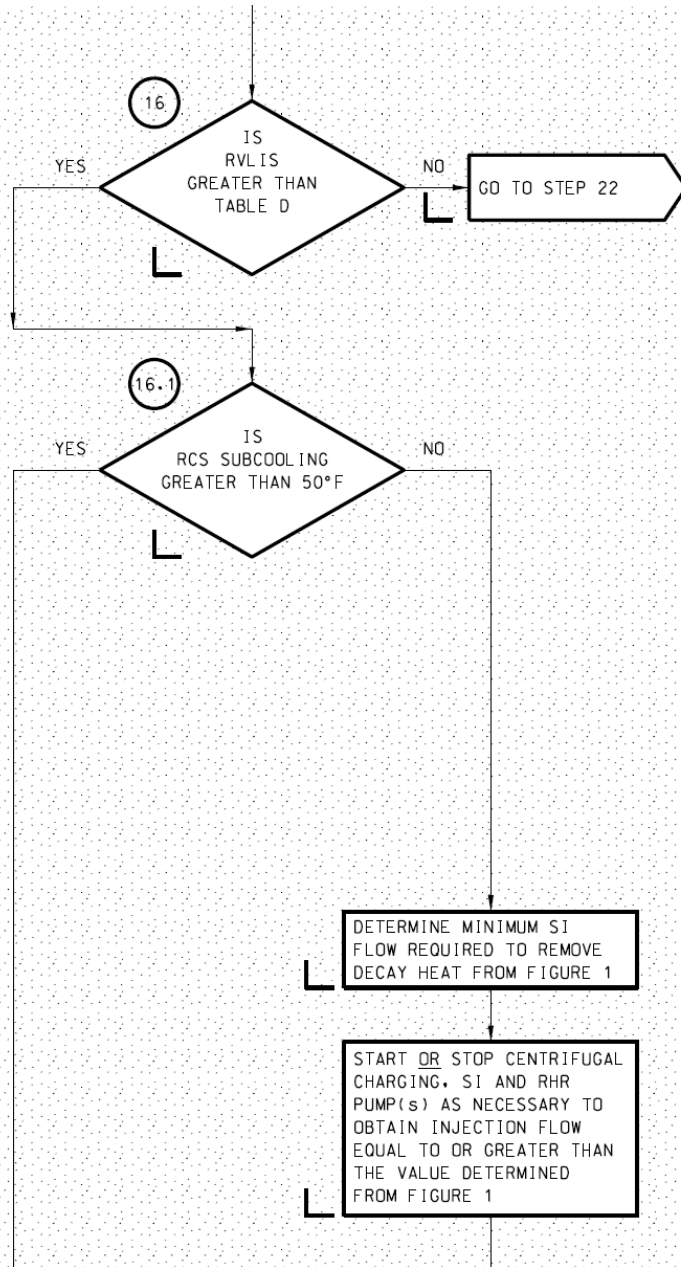 16
IS
RVLIS
GREATER THAN
TABLE D
YES
NO
GO TO STEP 22
16.1
IS
RCS SUBCOOLING
GREATER THAN 50°F
YES
NO
DETERMINE MINIMUM SI
FLOW REQUIRED TO REMOVE
DECAY HEAT FROM FIGURE 1
START OR STOP CENTRIFUGAL
CHARGING, SI AND RHR
PUMP(s) AS NECESSARY TO
OBTAIN INJECTION FLOW
EQUAL TO OR GREATER THAN
THE VALUE DETERMINED
FROM FIGURE 1